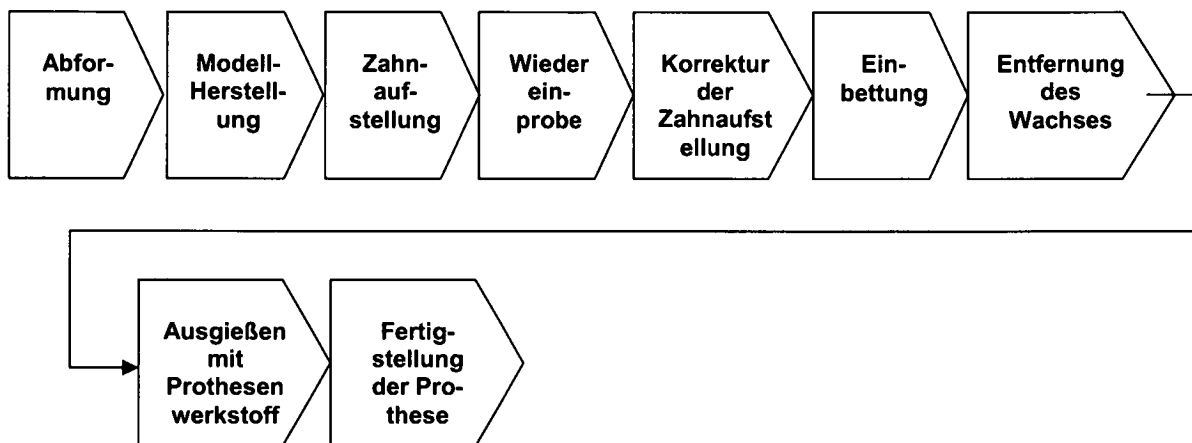 Abfor-
mung
Modell-
Herstell-
ung
Zahn-
auf-
stellung
Wieder
ein-
probe
Korrektur
der
Zahnaufst
ellung
Ein-
bettung
Entfernung
des
Wachses
Ausgießen
mit
Prothesen
werkstoff
Fertig-
stellung
der Pro-
these